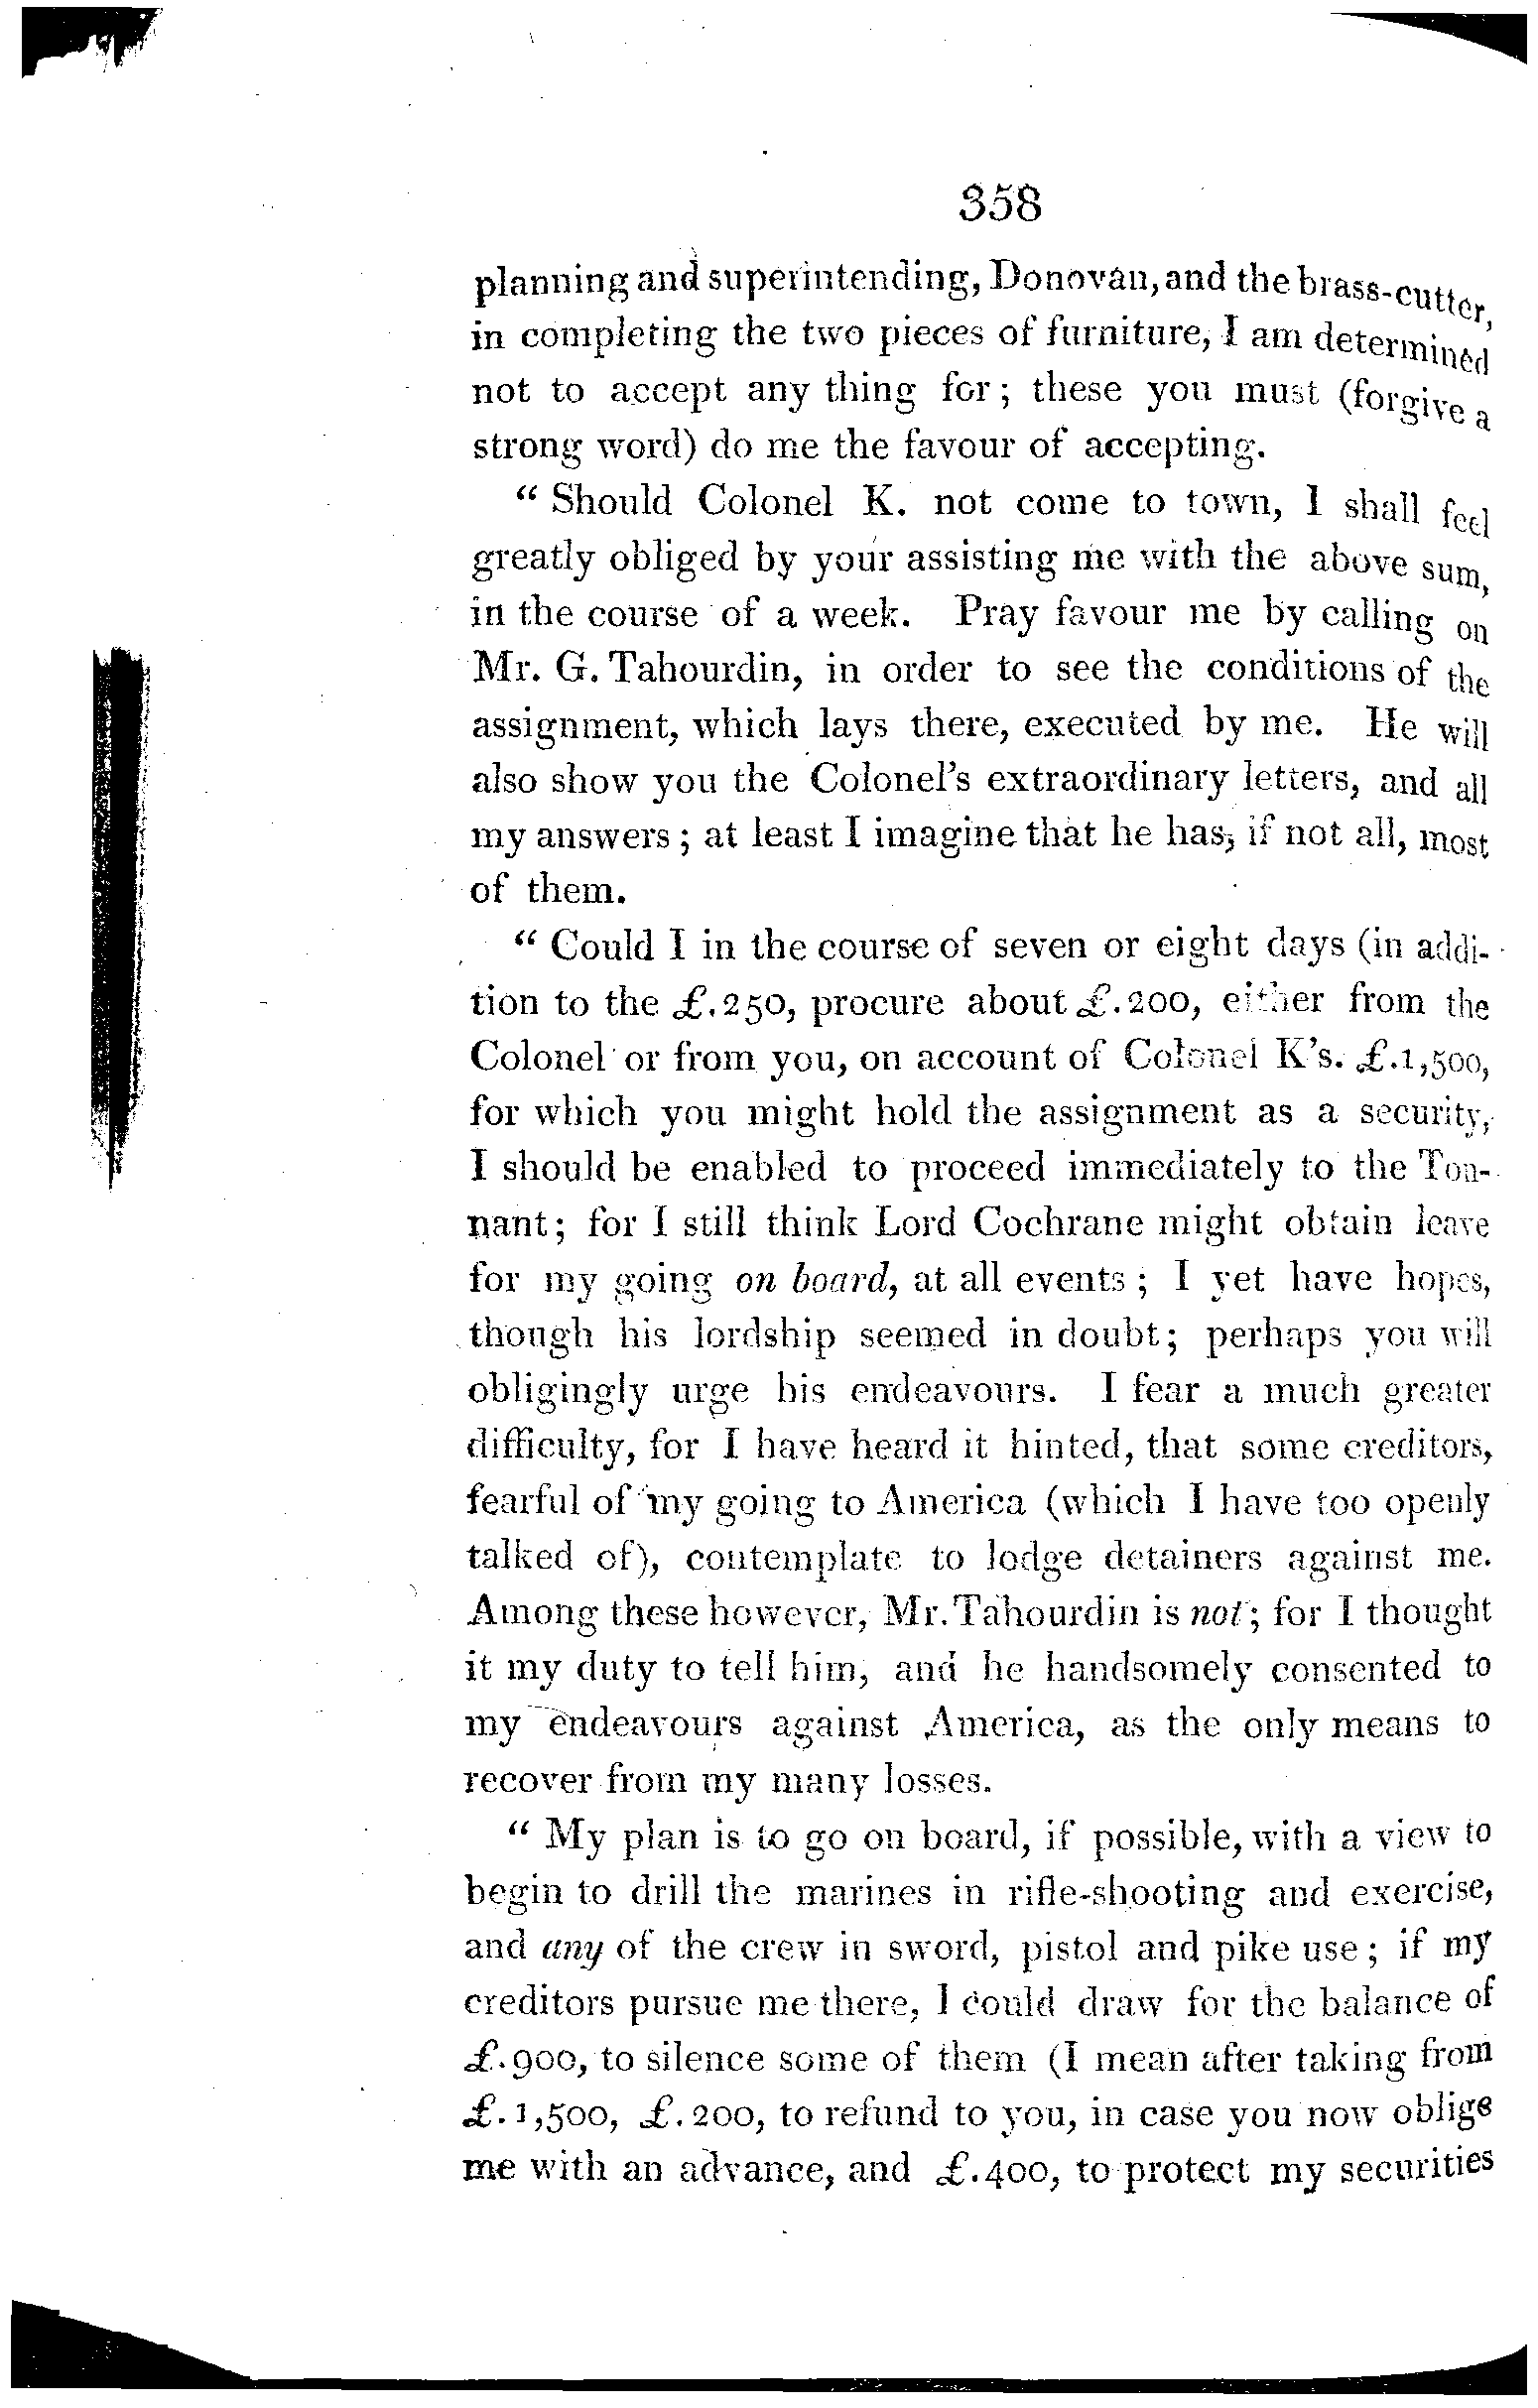 358
planning and superintending, Donovan, and the brass-cutter,
in completing the two pieces of furniture, I am determined
not to accept any thing for; these you must (forgive a
strong word) do me the favour of accepting.
“ Should Colonel K. not come to town, I shall feel
greatly obliged by your assisting me with the above sum,
in the course of a week. Pray favour me by calling on
Mr. G. Tahourdin, in order to see the conditions of the
assignment, which lays there, executed by me. He will
also show you the Colonel's extraordinary letters, and all
my answers; at least I imagine that he has, if not all, most
of them.
“ Could I in the course of seven or eight days (in addi-
tion to the £.250, procure about £.200, either from the
Colonel or from you, on account of Colonel K's. £.1,500,
for which you might hold the assignment as a security,
I should be enabled to proceed immediately to the Ton-
nant; for I still think Lord Cochrane might obtain leave
for my going on board, at all events; I yet have hopes,
though his lordship seemed in doubt; perhaps you will
obligingly urge his endeavours. I fear a much greater
difficulty, for I have heard it hinted, that some creditors,
fearful of my going to America (which I have too openly
talked of), contemplate to lodge detainers against me.
Among these however, Mr. Tahourdin is not; for I thought
it my duty to tell him, and he handsomely consented to
my endeavours against America, as the only means to
recover from my many losses.
“ My plan is to go on board, if possible, with a view to
begin to drill the marines in rifle-shooting and exercise,
and any of the crew in sword, pistol and pike use; if my
creditors pursue me there, I could draw for the balance of
£.900, to silence some of them (I mean after taking from
£.1,500, £.200, to refund to you, in case you now oblige
me with an advance, and £.400, to protect my securities